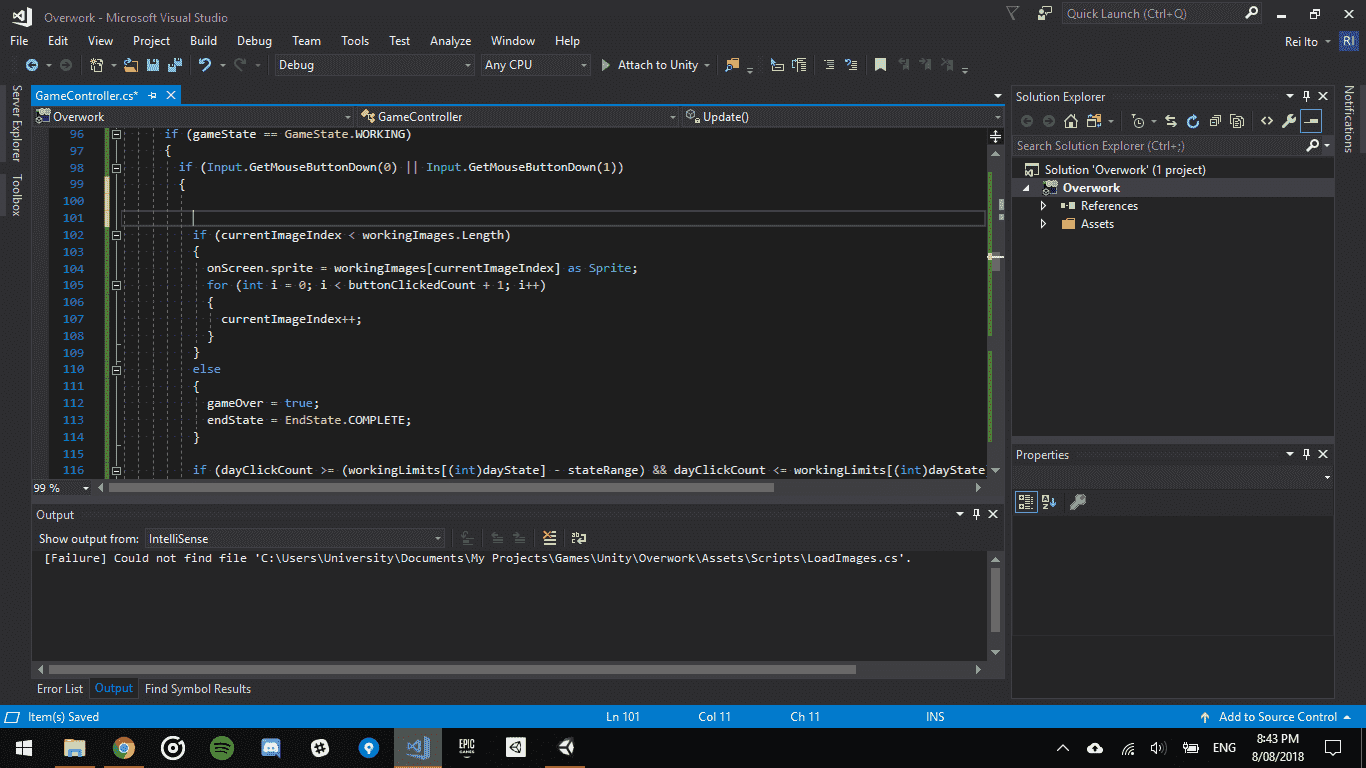 Overwork - Microsoft Visual Studio
Quick Launch (Ctrl+Q)
File Edit View Project Build Debug Team Tools Test Analyze Window Help
Rei Ito RI
Debug Any CPU Attach to Unity
Server Explorer
Toolbox
GameController.cs*
Overwork GameController Update()
96 if (gameState == GameState.WORKING)
97 {
98 if (Input.GetMouseButtonDown(0) || Input.GetMouseButtonDown(1))
99 {
100
101
102 if (currentImageIndex < workingImages.Length)
103 {
104 onScreen.sprite = workingImages[currentImageIndex] as Sprite;
105 for (int i = 0; i < buttonClickedCount + 1; i++)
106 {
107 currentImageIndex++;
108 }
109 }
110 else
111 {
112 gameOver = true;
113 endState = EndState.COMPLETE;
114 }
115
116 if (dayClickCount >= (workingLimits[(int)dayState] - stateRange) && dayClickCount <= workingLimits[(int)dayState
99 %
Output
Show output from: IntelliSense
[Failure] Could not find file 'C:\Users\University\Documents\My Projects\Games\Unity\Overwork\Assets\Scripts\LoadImages.cs'.
Error List Output Find Symbol Results
Solution Explorer
Search Solution Explorer (Ctrl+;)
Solution 'Overwork' (1 project)
Overwork
References
Assets
Properties
Notifications
Item(s) Saved Ln 101 Col 11 Ch 11 INS Add to Source Control
EPIC
GAMES
ENG
8:43 PM
8/08/2018